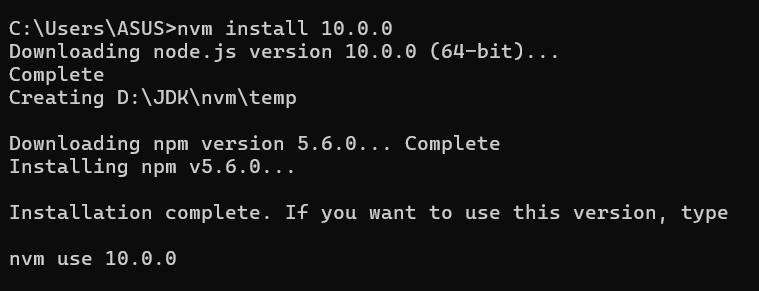 C:\Users\ASUS>nvm install 10.0.0
Downloading node.js version 10.0.0 (64-bit)...
Complete
Creating D:\JDK\nvm\temp
Downloading npm version 5.6.0... Complete
Installing npm v5.6.0...
Installation complete. If you want to use this version, type
nvm use 10.0.0